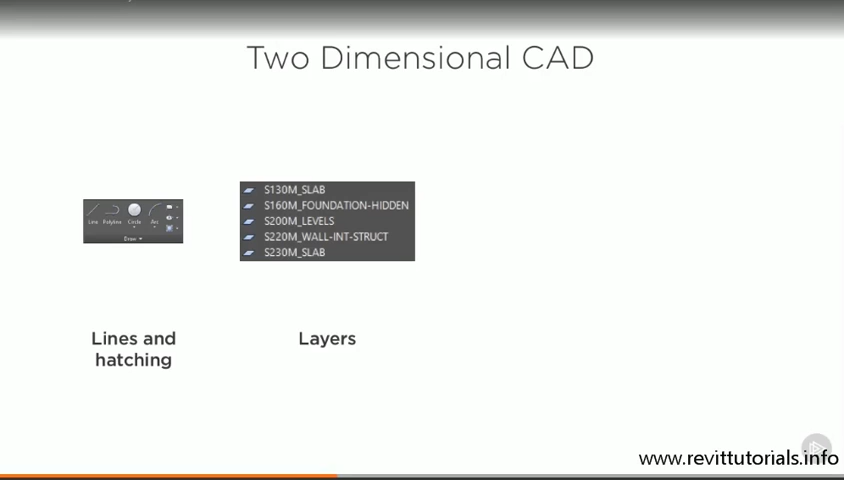 Two Dimensional CAD
Line Polyline Circle Arc
Draw
S130M_SLAB
S160M_FOUNDATION-HIDDEN
S200M_LEVELS
S220M_WALL-INT-STRUCT
S230M_SLAB
Lines and
hatching
Layers
www.revittutorials.info